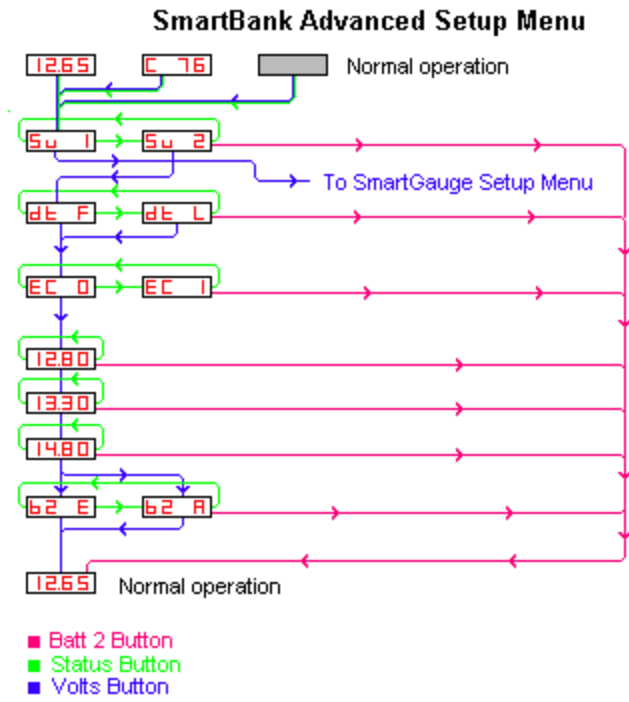 SmartBank Advanced Setup Menu
12.65 C 76 Normal operation
Su 1 Su 2
To SmartGauge Setup Menu
dt F dt L
EC 0 EC 1
12.80
13.30
14.80
b2 E b2 A
12.65 Normal operation
Batt 2 Button
Status Button
Volts Button